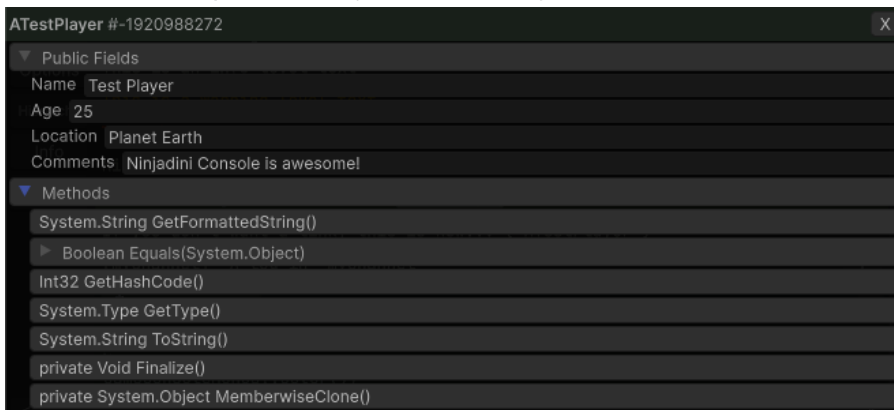 ATestPlayer #-1920988272 X
Public Fields
Name Test Player
Age 25
Location Planet Earth
Comments Ninjadini Console is awesome!
Methods
System.String GetFormattedString()
Boolean Equals(System.Object)
Int32 GetHashCode()
System.Type GetType()
System.String ToString()
private Void Finalize()
private System.Object MemberwiseClone()